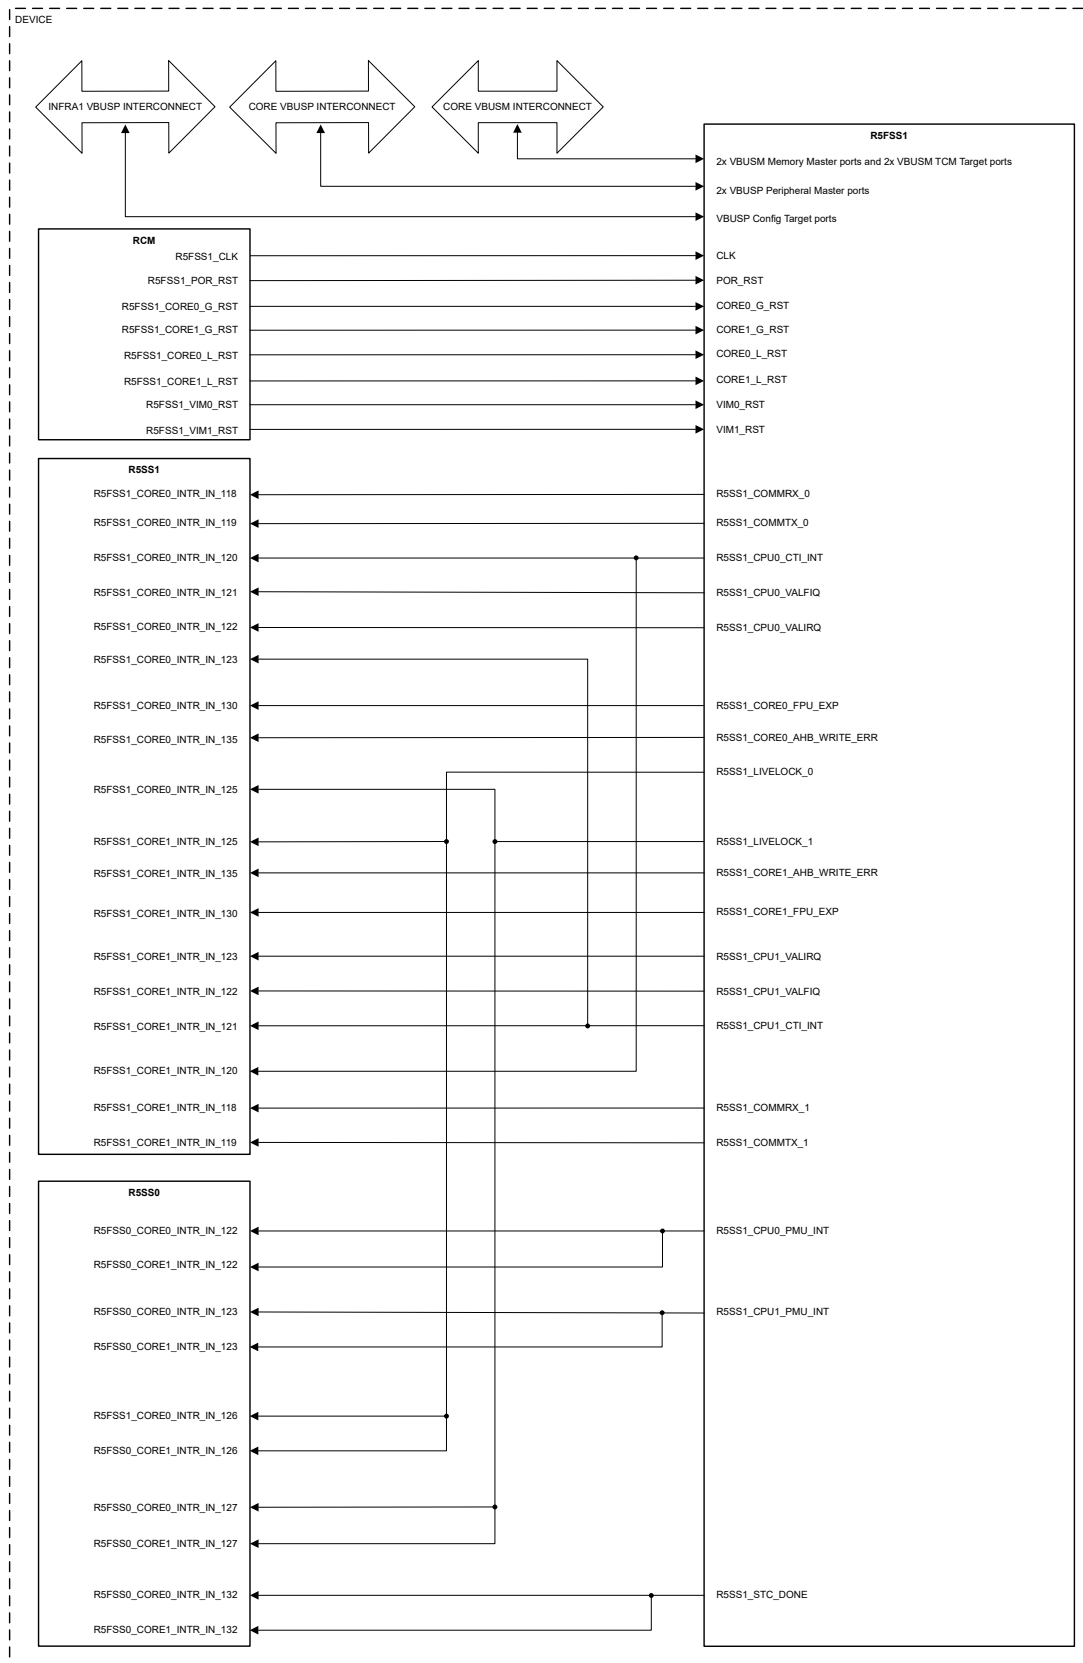 DEVICE
INFRA1 VBUSP INTERCONNECT
CORE VBUSP INTERCONNECT
CORE VBUSM INTERCONNECT
R5FSS1
2x VBUSM Memory Master ports and 2x VBUSM TCM Target ports
2x VBUSP Peripheral Master ports
VBUSP Config Target ports
RCM
R5FSS1_CLK
CLK
R5FSS1_POR_RST
POR_RST
R5FSS1_CORE0_G_RST
CORE0_G_RST
R5FSS1_CORE1_G_RST
CORE1_G_RST
R5FSS1_CORE0_L_RST
CORE0_L_RST
R5FSS1_CORE1_L_RST
CORE1_L_RST
R5FSS1_VIM0_RST
VIM0_RST
R5FSS1_VIM1_RST
VIM1_RST
R5SS1
R5FSS1_CORE0_INTR_IN_118
R5SS1_COMMRX_0
R5FSS1_CORE0_INTR_IN_119
R5SS1_COMMTX_0
R5FSS1_CORE0_INTR_IN_120
R5SS1_CPU0_CTI_INT
R5FSS1_CORE0_INTR_IN_121
R5SS1_CPU0_VALFIQ
R5FSS1_CORE0_INTR_IN_122
R5SS1_CPU0_VALIRQ
R5FSS1_CORE0_INTR_IN_123
R5FSS1_CORE0_INTR_IN_130
R5SS1_CORE0_FPU_EXP
R5FSS1_CORE0_INTR_IN_135
R5SS1_CORE0_AHB_WRITE_ERR
R5SS1_LIVELOCK_0
R5FSS1_CORE0_INTR_IN_125
R5FSS1_CORE1_INTR_IN_125
R5SS1_LIVELOCK_1
R5FSS1_CORE1_INTR_IN_135
R5SS1_CORE1_AHB_WRITE_ERR
R5FSS1_CORE1_INTR_IN_130
R5SS1_CORE1_FPU_EXP
R5FSS1_CORE1_INTR_IN_123
R5SS1_CPU1_VALIRQ
R5FSS1_CORE1_INTR_IN_122
R5SS1_CPU1_VALFIQ
R5FSS1_CORE1_INTR_IN_121
R5SS1_CPU1_CTI_INT
R5FSS1_CORE1_INTR_IN_120
R5FSS1_CORE1_INTR_IN_118
R5SS1_COMMRX_1
R5FSS1_CORE1_INTR_IN_119
R5SS1_COMMTX_1
R5SS0
R5FSS0_CORE0_INTR_IN_122
R5SS1_CPU0_PMU_INT
R5FSS0_CORE1_INTR_IN_122
R5FSS0_CORE0_INTR_IN_123
R5SS1_CPU1_PMU_INT
R5FSS0_CORE1_INTR_IN_123
R5FSS1_CORE0_INTR_IN_126
R5FSS0_CORE1_INTR_IN_126
R5FSS0_CORE0_INTR_IN_127
R5FSS0_CORE1_INTR_IN_127
R5FSS0_CORE0_INTR_IN_132
R5SS1_STC_DONE
R5FSS0_CORE1_INTR_IN_132